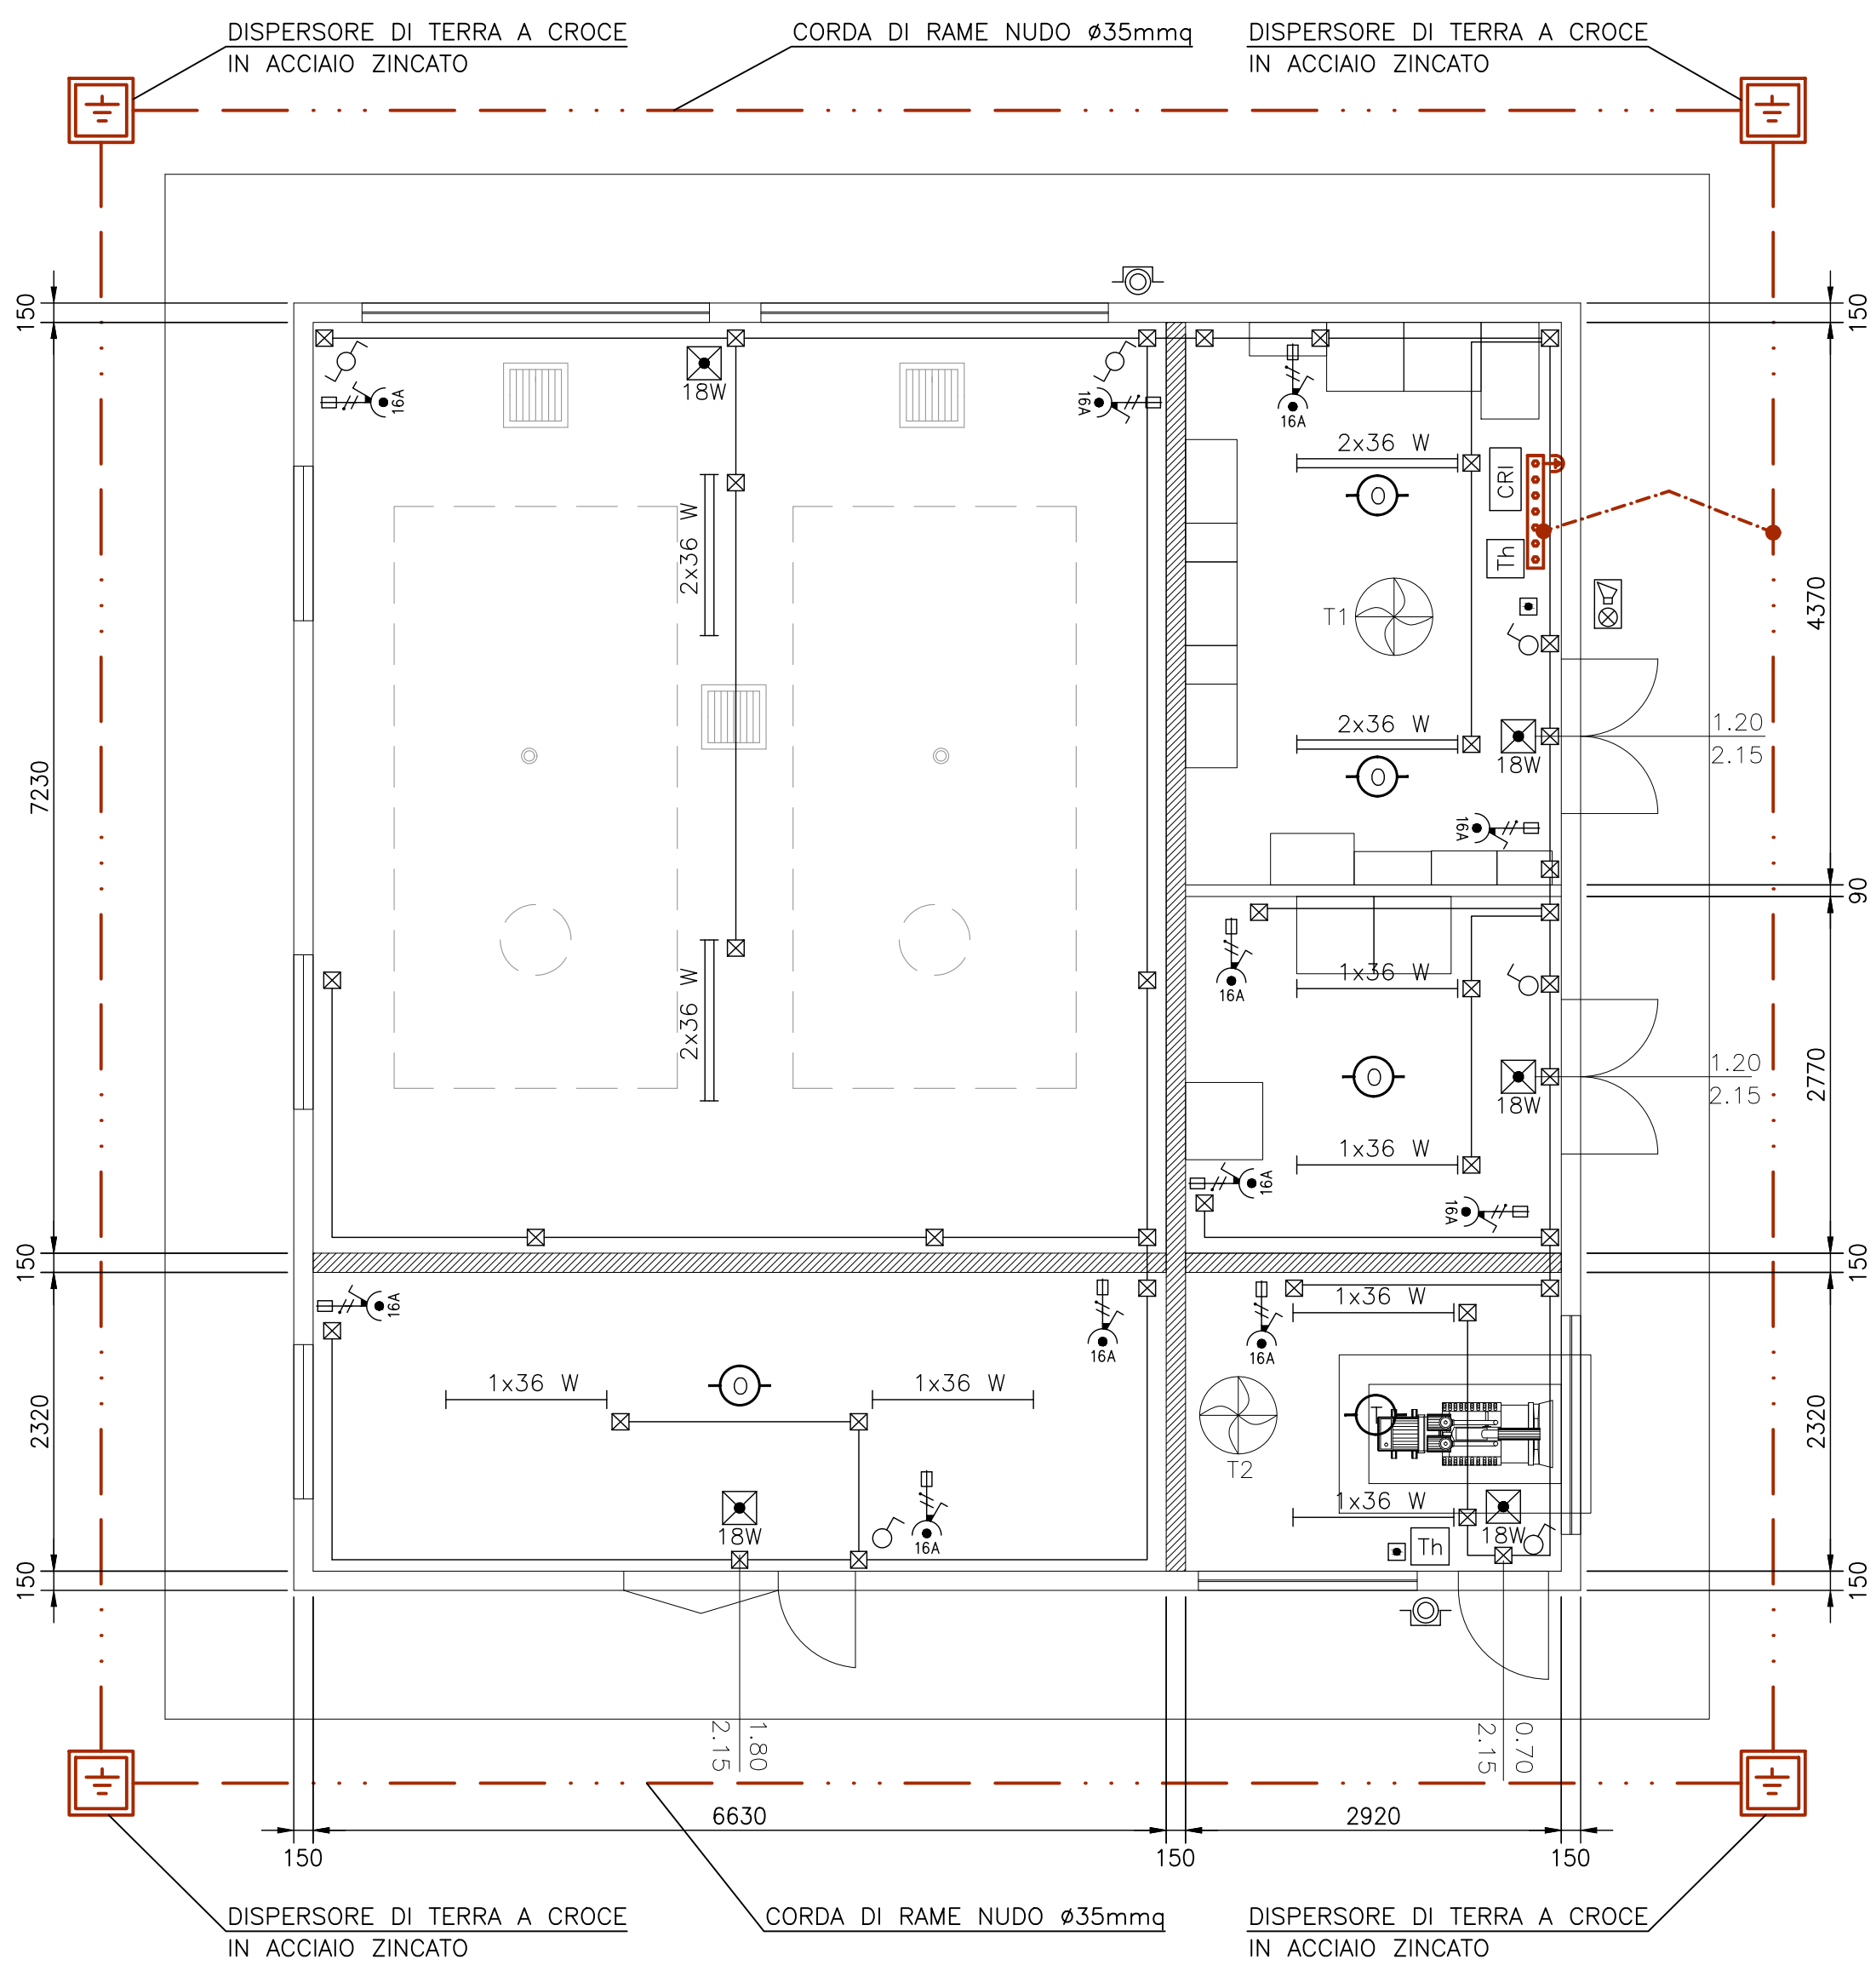 DISPERSORE DI TERRA A CROCE
IN ACCIAIO ZINCATO
CORDA DI RAME NUDO ø35mmq
DISPERSORE DI TERRA A CROCE
IN ACCIAIO ZINCATO
150
150
16A
18W
16A
16A
2x36 W
CRI
2x36 W
Th
T1
4370
2x36 W
1.20
2.15
18W
7230
16A
90
16A
1x36 W
2x36 W
O
O
O
1.20
2.15
18W
2770
1x36 W
16A
16A
150
150
16A
16A
16A
1x36 W
1x36 W
O
1x36 W
T
2320
2320
T2
1x36 W
18W
16A
18W
Th
150
150
1.80
2.15
0.70
2.15
6630
2920
150
150
150
DISPERSORE DI TERRA A CROCE
IN ACCIAIO ZINCATO
CORDA DI RAME NUDO ø35mmq
DISPERSORE DI TERRA A CROCE
IN ACCIAIO ZINCATO